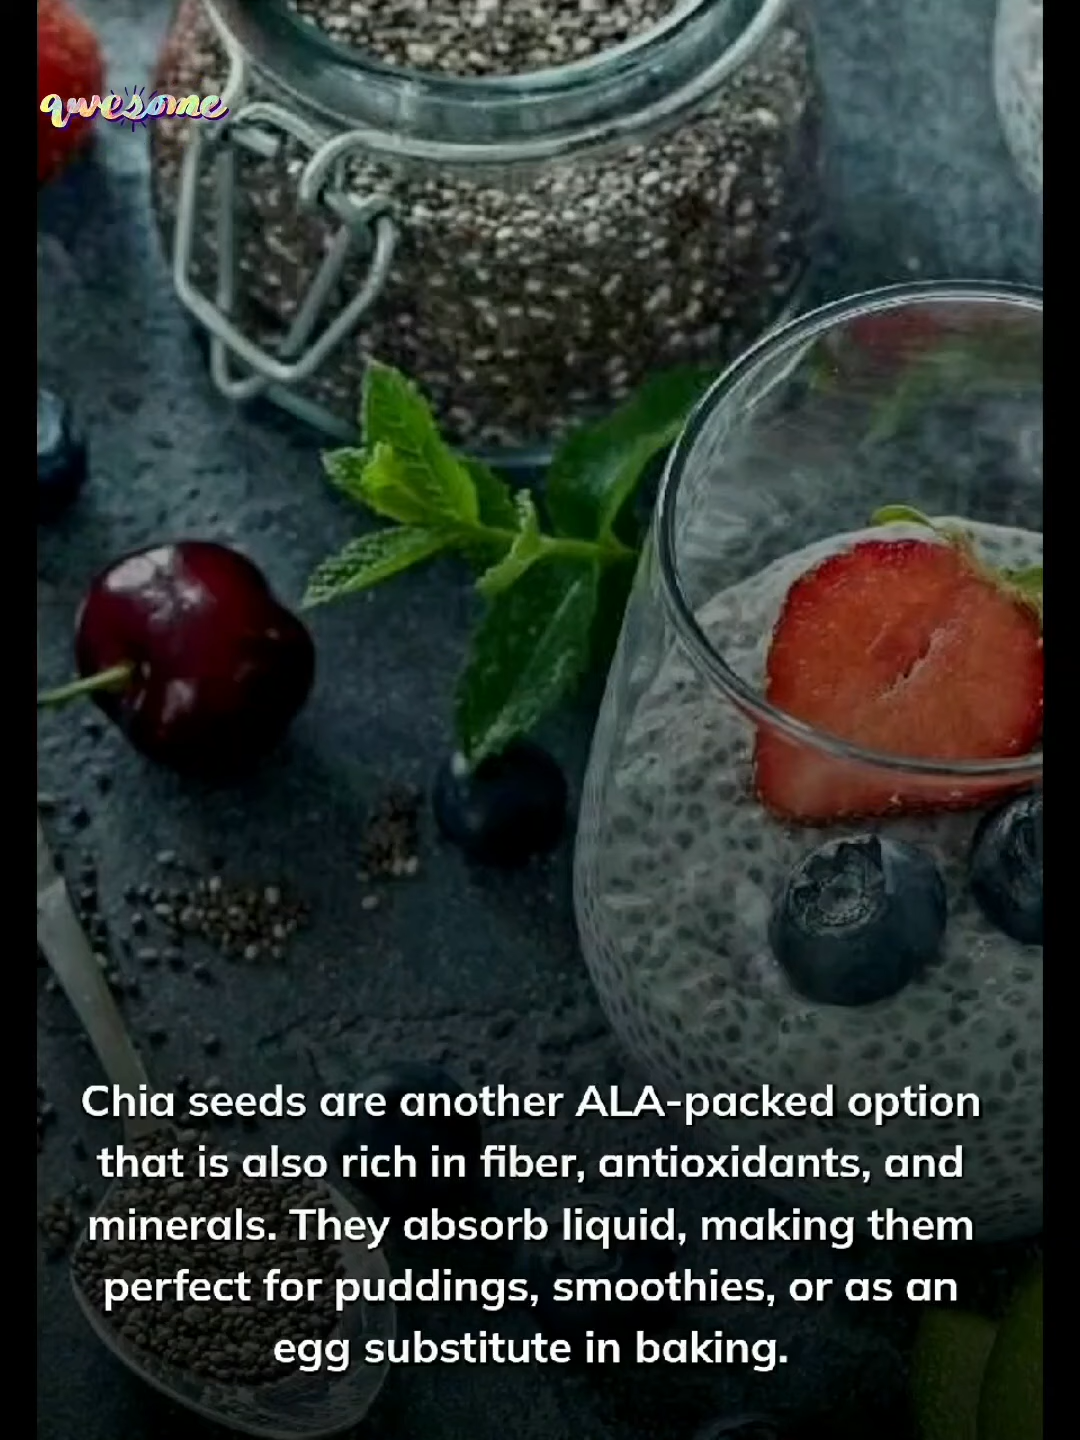 qwesome
Chia seeds are another ALA-packed option
that is also rich in fiber, antioxidants, and
minerals. They absorb liquid, making them
perfect for puddings, smoothies, or as an
egg substitute in baking.